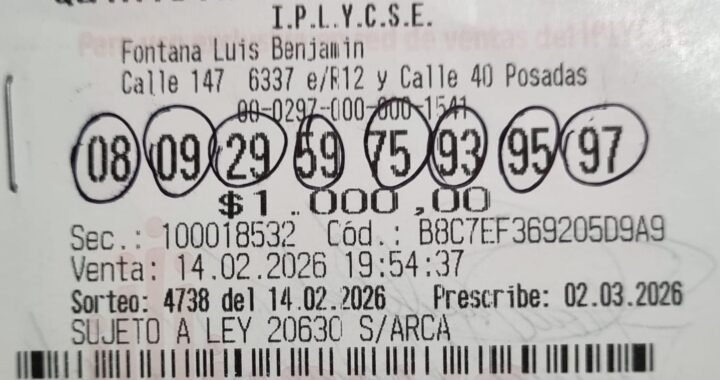 I.P.L.Y.C.S.E.
Fontana Luis Benjamin
Calle 147 6337 e/R12 y Calle 40 Posadas
00-0297-000-000-1541
08 09 29 59 75 93 95 97
$1.000,00
Sec.: 100018532 Cód.: B8C7EF369205D9A9
Venta: 14.02.2026 19:54:37
Sorteo: 4738 del 14.02.2026 Prescribe: 02.03.2026
SUJETO A LEY 20630 S/ARCA